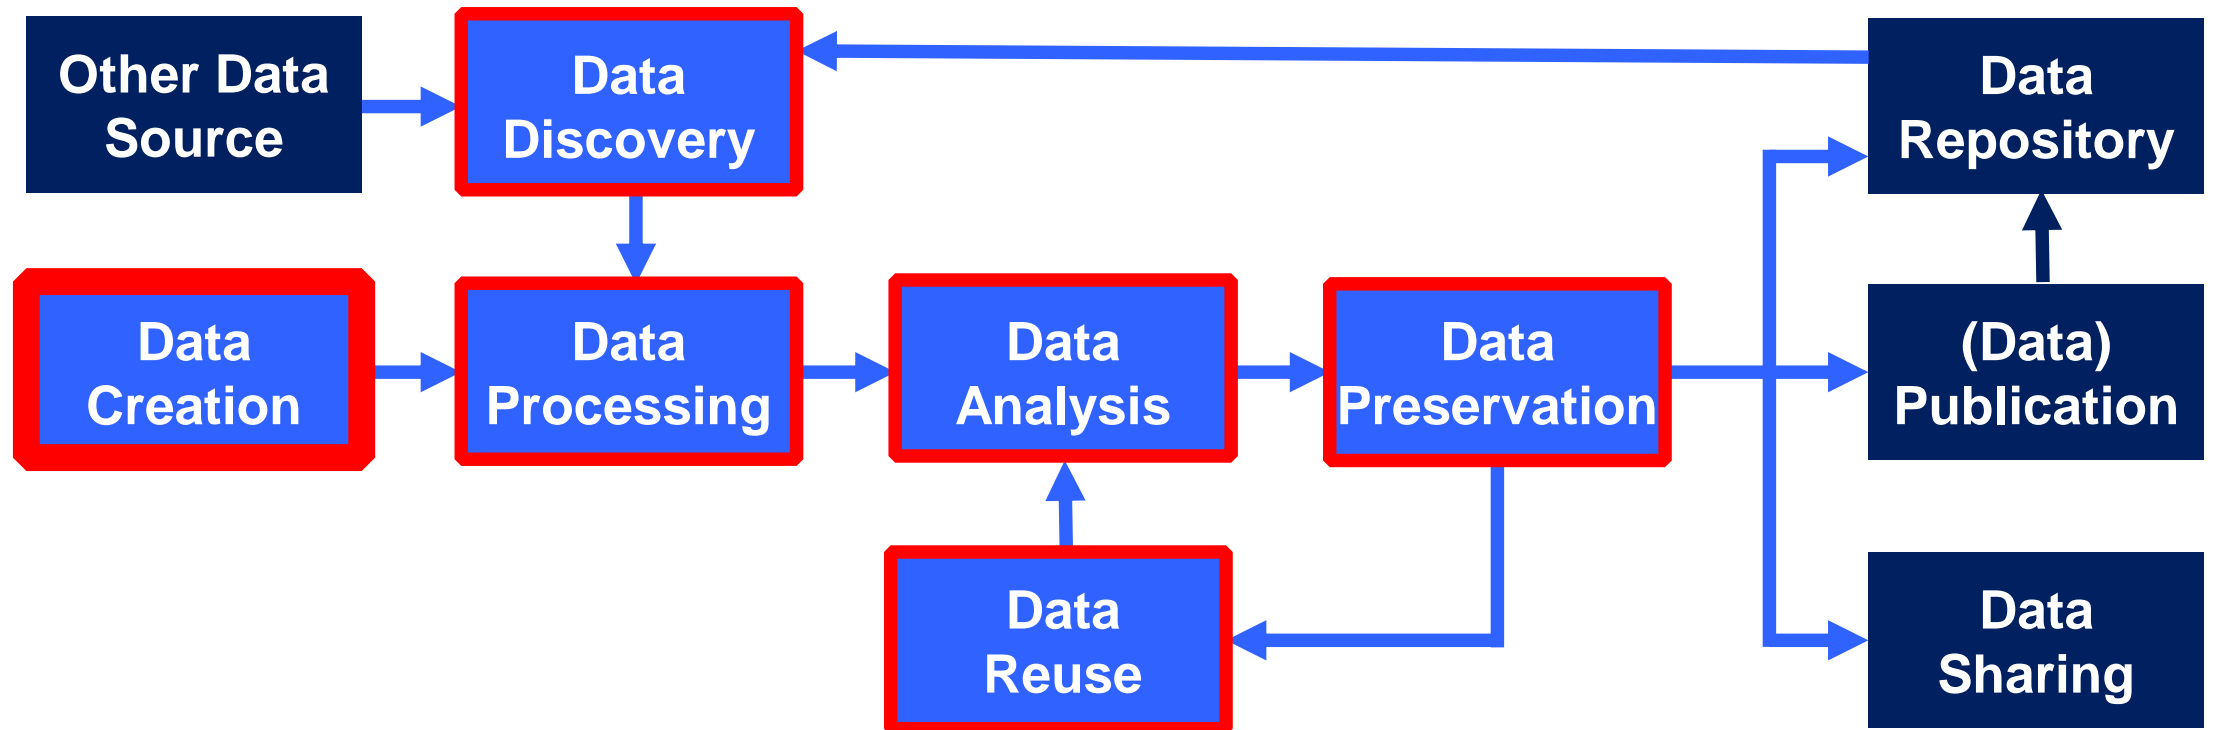 Other Data
Source
Data
Discovery
Data
Repository
Data
Creation
Data
Processing
Data
Analysis
Data
Preservation
(Data)
Publication
Data
Reuse
Data
Sharing